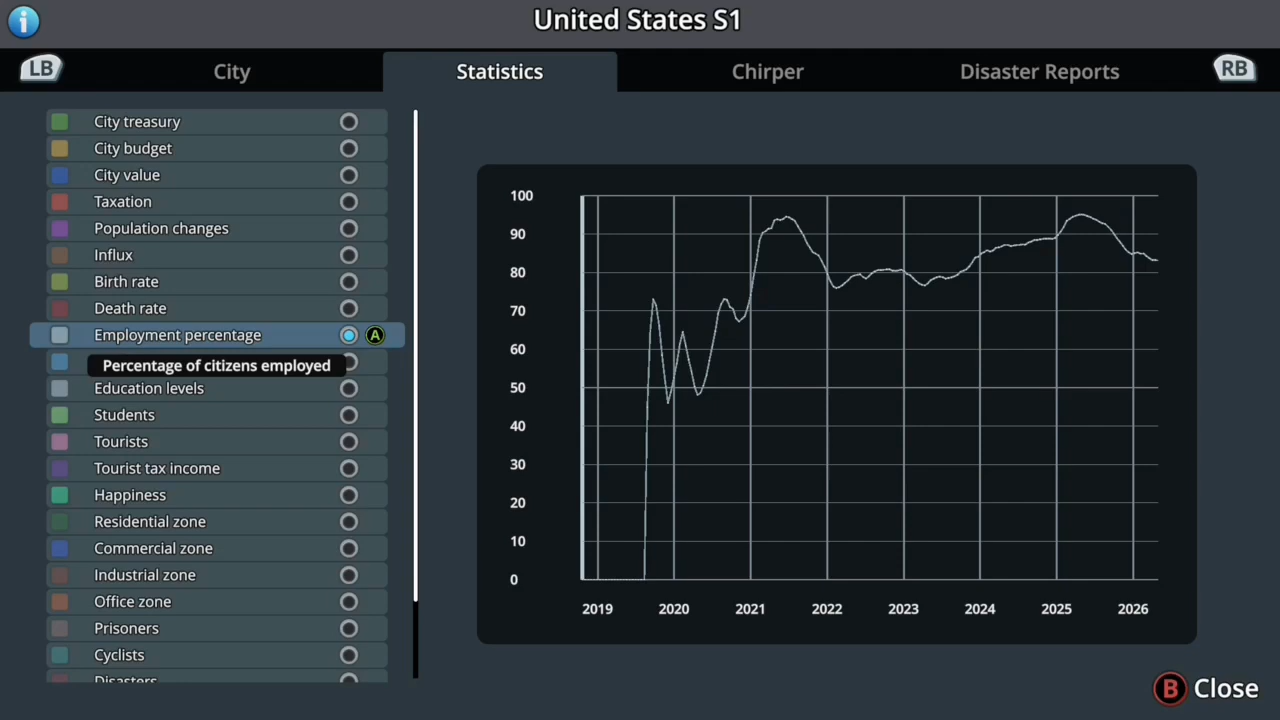 United States S1
LB City Statistics Chirper Disaster Reports RB
City treasury
City budget
City value
Taxation
Population changes
Influx
Birth rate
Death rate
Employment percentage A
Percentage of citizens employed
Education levels
Students
Tourists
Tourist tax income
Happiness
Residential zone
Commercial zone
Industrial zone
Office zone
Prisoners
Cyclists
Disasters
100
90
80
70
60
50
40
30
20
10
0
2019 2020 2021 2022 2023 2024 2025 2026
B Close